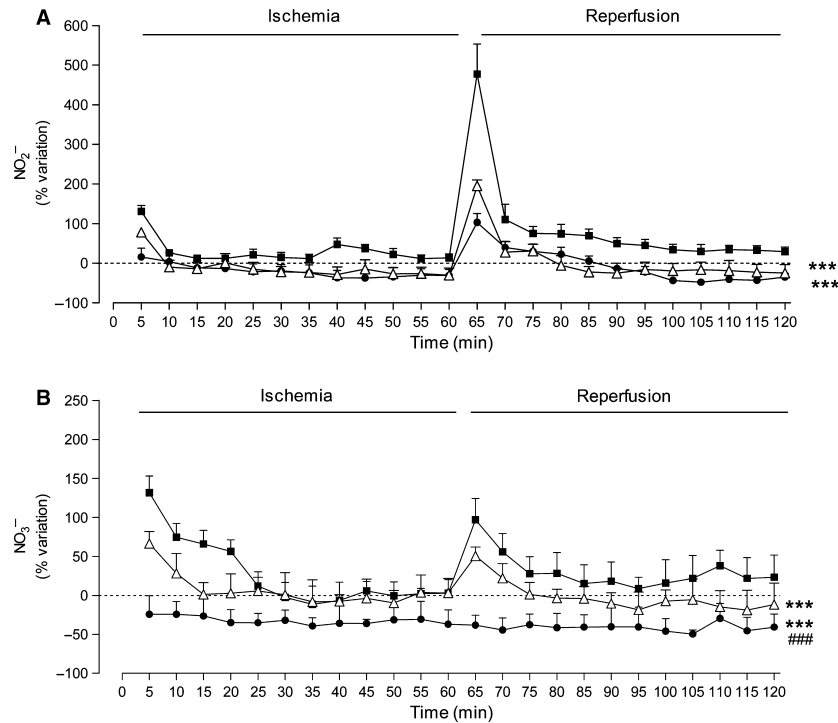 A
Ischemia
Reperfusion
600
500
400
300
200
100
0
–100
NO2–
(% variation)
0 5 10 15 20 25 30 35 40 45 50 55 60 65 70 75 80 85 90 95 100 105 110 115 120
Time (min)
***
***
B
Ischemia
Reperfusion
250
200
150
100
50
0
–50
–100
NO3–
(% variation)
0 5 10 15 20 25 30 35 40 45 50 55 60 65 70 75 80 85 90 95 100 105 110 115 120
Time (min)
***
***
###